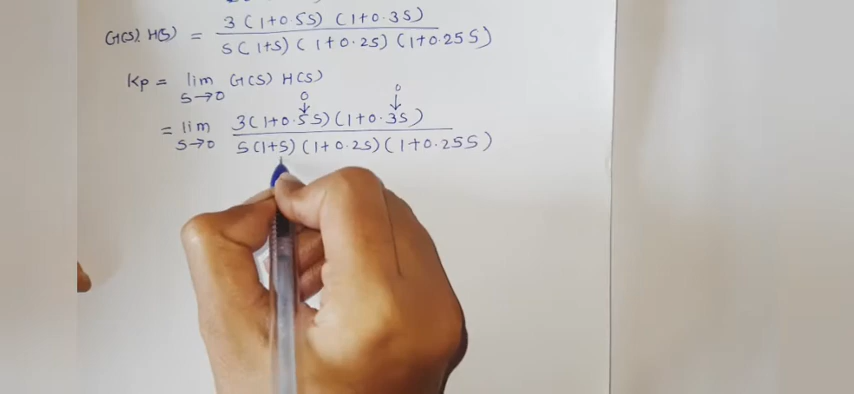 G(S) H(S) = 3(1+0.5S)(1+0.3S)
S(1+S)(1+0.2S)(1+0.25S)
Kp = lim G(S) H(S)
S→0
0 0
↓ ↓
= lim 3(1+0.5S)(1+0.3S)
S→0 S(1+S)(1+0.2S)(1+0.25S)